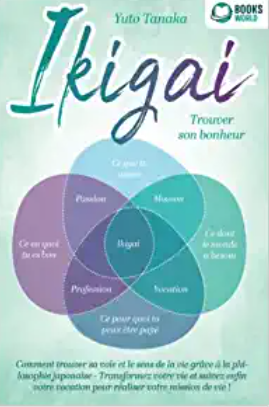 Yuto Tanaka
BOOKS
WORLD
Ikigai
Trouver
son bonheur
Ce que tu
aimes
Passion
Mission
Ce en quoi
tu es bon
Ikigai
Ce dont
le monde
a besoin
Profession
Vocation
Ce pour quoi tu
peux être payé
Comment trouver sa voie et le sens de la vie grâce à la phi-
losophie japonaise - Transformez votre vie et suivez enfin
votre vocation pour réaliser votre mission de vie !